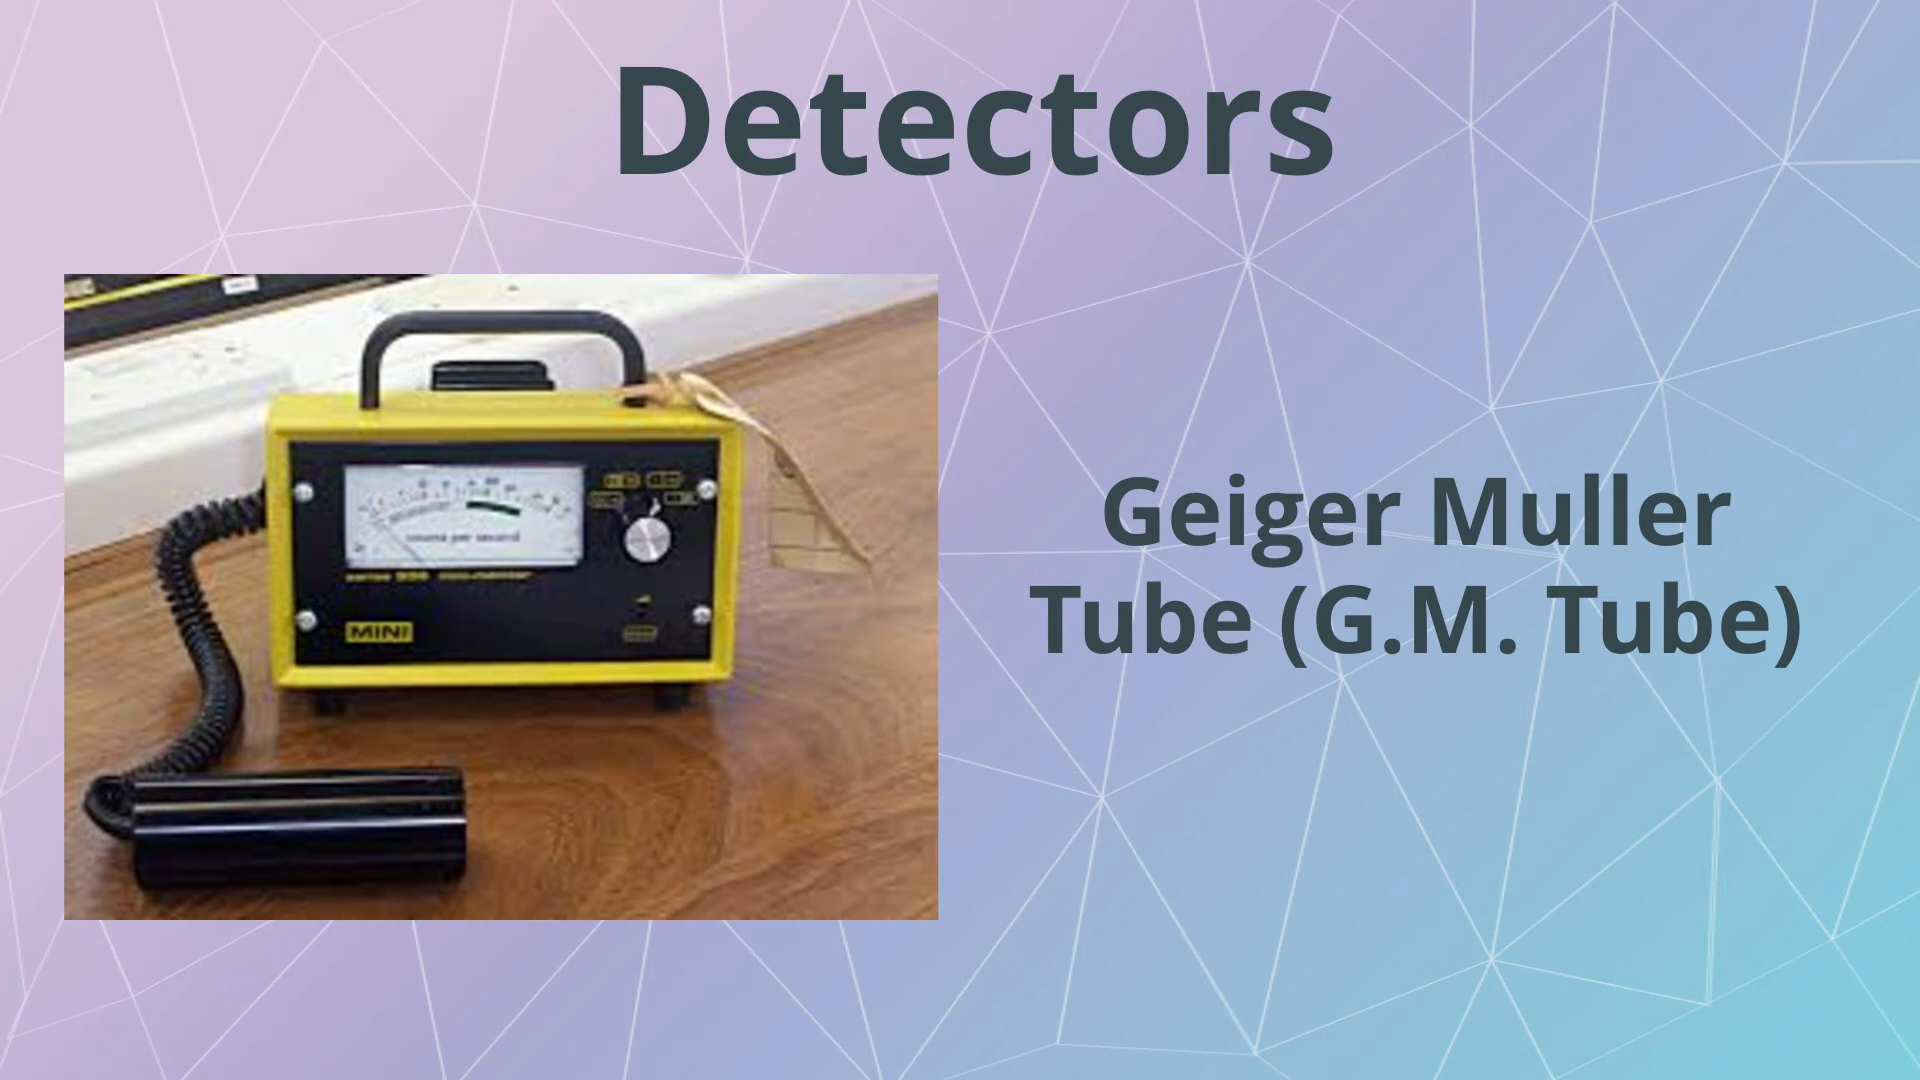 Detectors
Geiger Muller
Tube (G.M. Tube)
counts per second
MINI